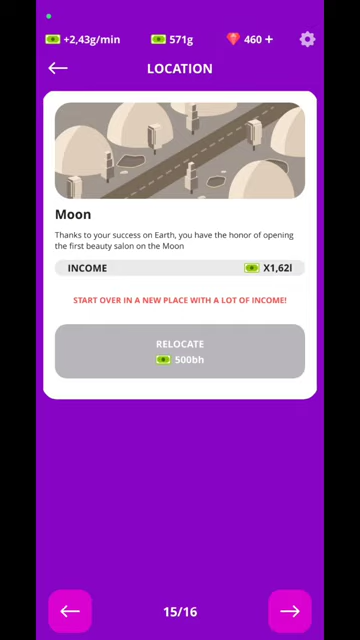 +2,43g/min 571g 460 +
LOCATION
Moon
Thanks to your success on Earth, you have the honor of opening
the first beauty salon on the Moon
INCOME X1,62l
START OVER IN A NEW PLACE WITH A LOT OF INCOME!
RELOCATE
500bh
15/16